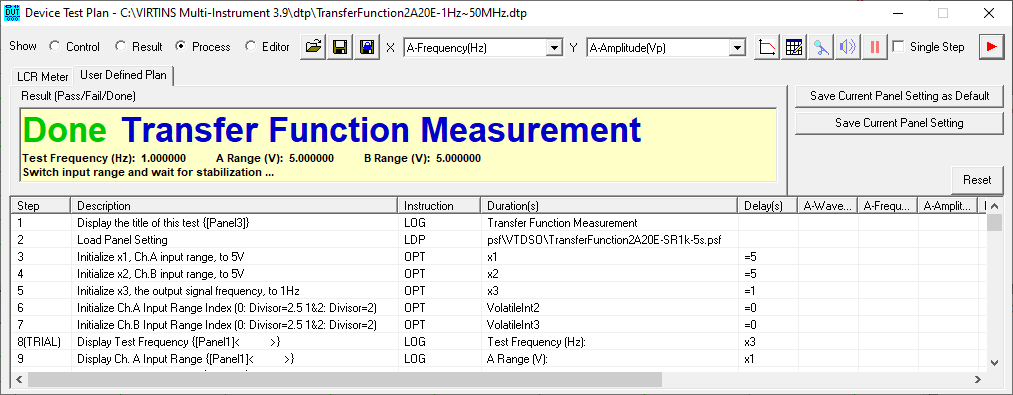 Device Test Plan - C:\VIRTINS Multi-Instrument 3.9\dtp\TransferFunction2A20E-1Hz~50MHz.dtp
Show Control Result Process Editor X A-Frequency(Hz) Y A-Amplitude(Vp) Single Step
LCR Meter User Defined Plan
Result (Pass/Fail/Done)
Save Current Panel Setting as Default
Done Transfer Function Measurement
Save Current Panel Setting
Test Frequency (Hz): 1.000000 A Range (V): 5.000000 B Range (V): 5.000000
Switch input range and wait for stabilization ...
Reset
Step Description Instruction Duration(s) Delay(s) A-Wave... A-Frequ... A-Amplit...
1 Display the title of this test {[Panel3]} LOG Transfer Function Measurement
2 Load Panel Setting LDP psf\VTDSO\TransferFunction2A20E-SR1k-5s.psf
3 Initialize x1, Ch.A input range, to 5V OPT x1 =5
4 Initialize x2, Ch.B input range, to 5V OPT x2 =5
5 Initialize x3, the output signal frequency, to 1Hz OPT x3 =1
6 Initialize Ch.A Input Range Index (0: Divisor=2.5 1&2: Divisor=2) OPT VolatileInt2 =0
7 Initialize Ch.B Input Range Index (0: Divisor=2.5 1&2: Divisor=2) OPT VolatileInt3 =0
8(TRIAL) Display Test Frequency {[Panel1]< >} LOG Test Frequency (Hz): x3
9 Display Ch. A Input Range {[Panel1]< >} LOG A Range (V): x1